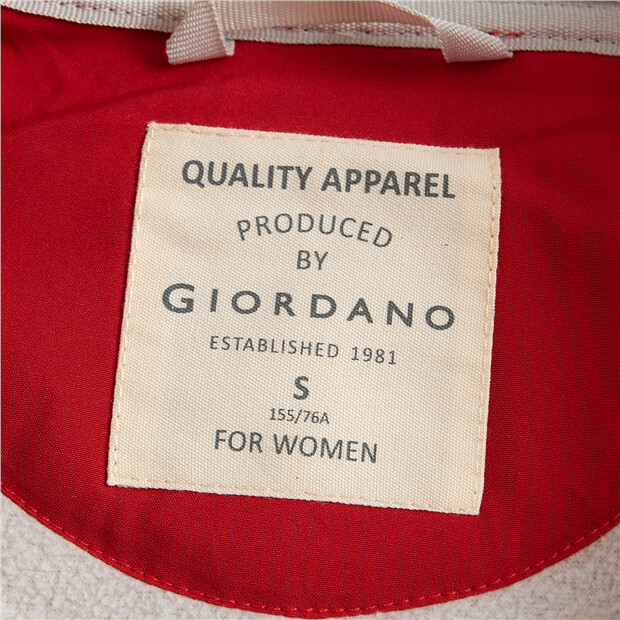 QUALITY APPAREL
PRODUCED
BY
GIORDANO
ESTABLISHED 1981
S
155/76A
FOR WOMEN